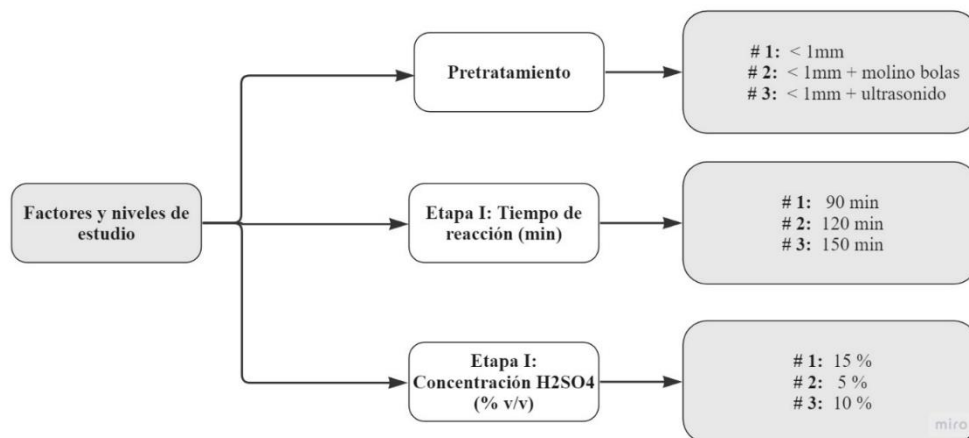 Factores y niveles de
estudio
Pretratamiento
# 1: < 1mm
# 2: < 1mm + molino bolas
# 3: < 1mm + ultrasonido
Etapa I: Tiempo de
reacción (min)
# 1: 90 min
# 2: 120 min
# 3: 150 min
Etapa I:
Concentración H2SO4
(% v/v)
# 1: 15 %
# 2: 5 %
# 3: 10 %
miro